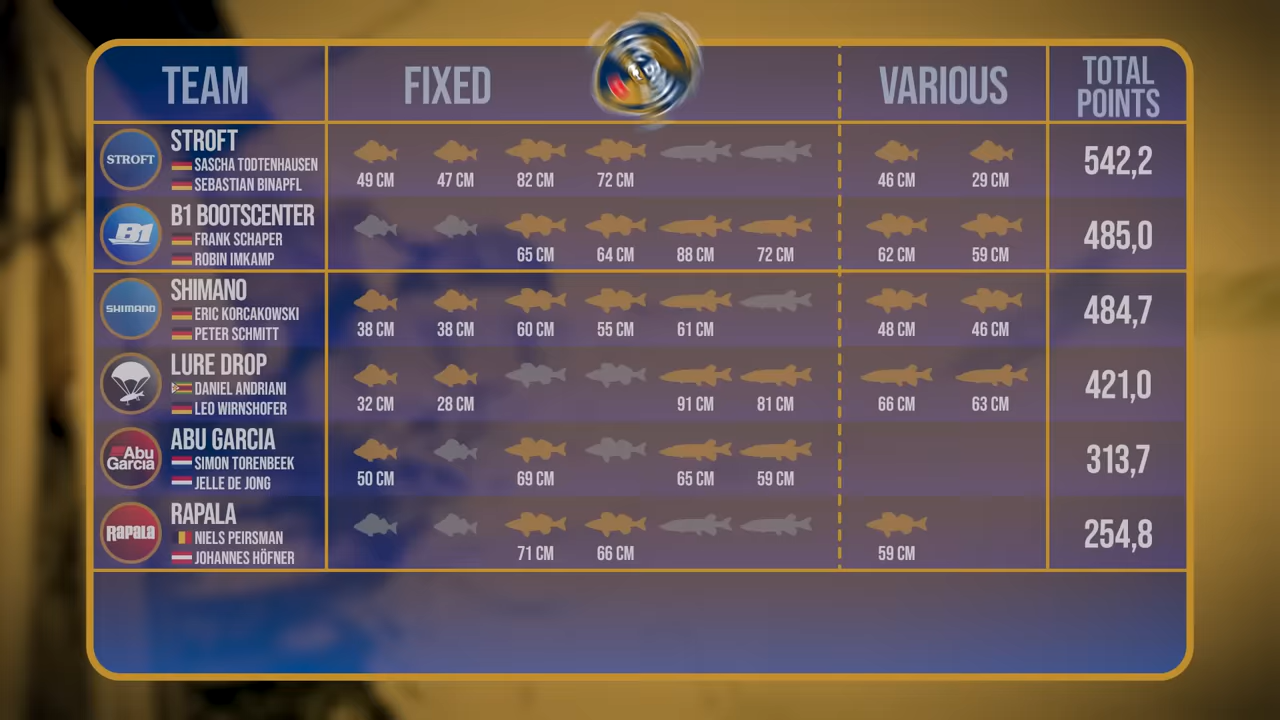 TEAM FIXED VARIOUS TOTAL POINTS
STROFT
STROFT
SASCHA TODTENHAUSEN
SEBASTIAN BINAPFL
49 CM 47 CM 82 CM 72 CM 46 CM 29 CM
542,2
B1
B1 BOOTSCENTER
FRANK SCHAPER
ROBIN IMKAMP
65 CM 64 CM 88 CM 72 CM 62 CM 59 CM
485,0
SHIMANO
SHIMANO
ERIC KORCAKOWSKI
PETER SCHMITT
38 CM 38 CM 60 CM 55 CM 61 CM 48 CM 46 CM
484,7
LURE DROP
DANIEL ANDRIANI
LEO WIRNSHOFER
32 CM 28 CM 91 CM 81 CM 66 CM 63 CM
421,0
Abu
Garcia
ABU GARCIA
SIMON TORENBEEK
JELLE DE JONG
50 CM 69 CM 65 CM 59 CM
313,7
Rapala
RAPALA
NIELS PEIRSMAN
JOHANNES HÖFNER
71 CM 66 CM 59 CM
254,8